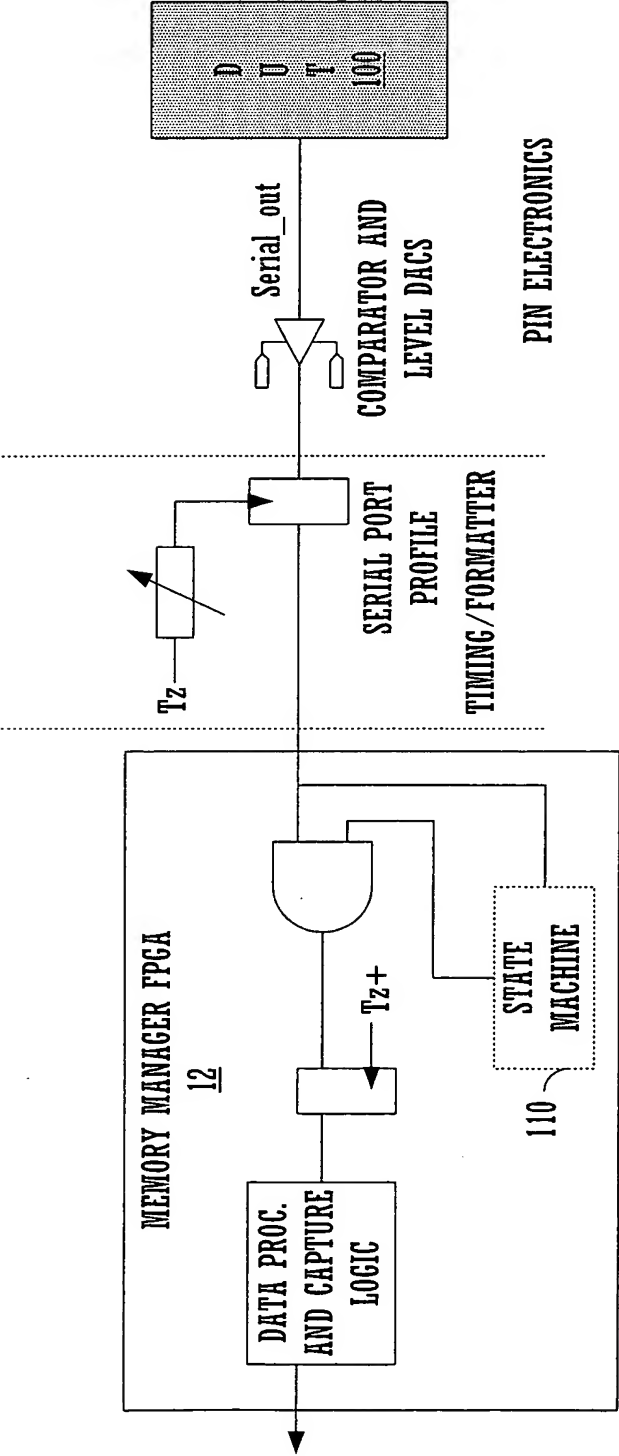 MEMORY MANAGER FPGA
12
DATA PROC.
AND CAPTURE
LOGIC
Tz+
STATE
MACHINE
110
Tz
SERIAL PORT
PROFILE
TIMING/FORMATTER
Serial_out
COMPARATOR AND
LEVEL DACS
PIN ELECTRONICS
D
U
T
100